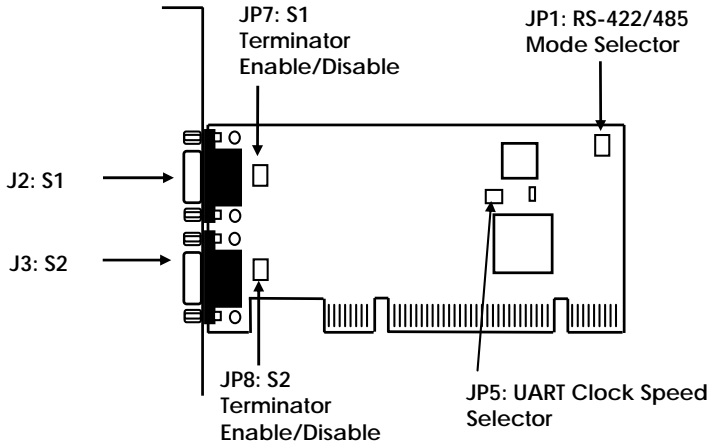 JP7: S1
Terminator
Enable/Disable
JP1: RS-422/485
Mode Selector
J2: S1
J3: S2
JP8: S2
Terminator
Enable/Disable
JP5: UART Clock Speed
Selector